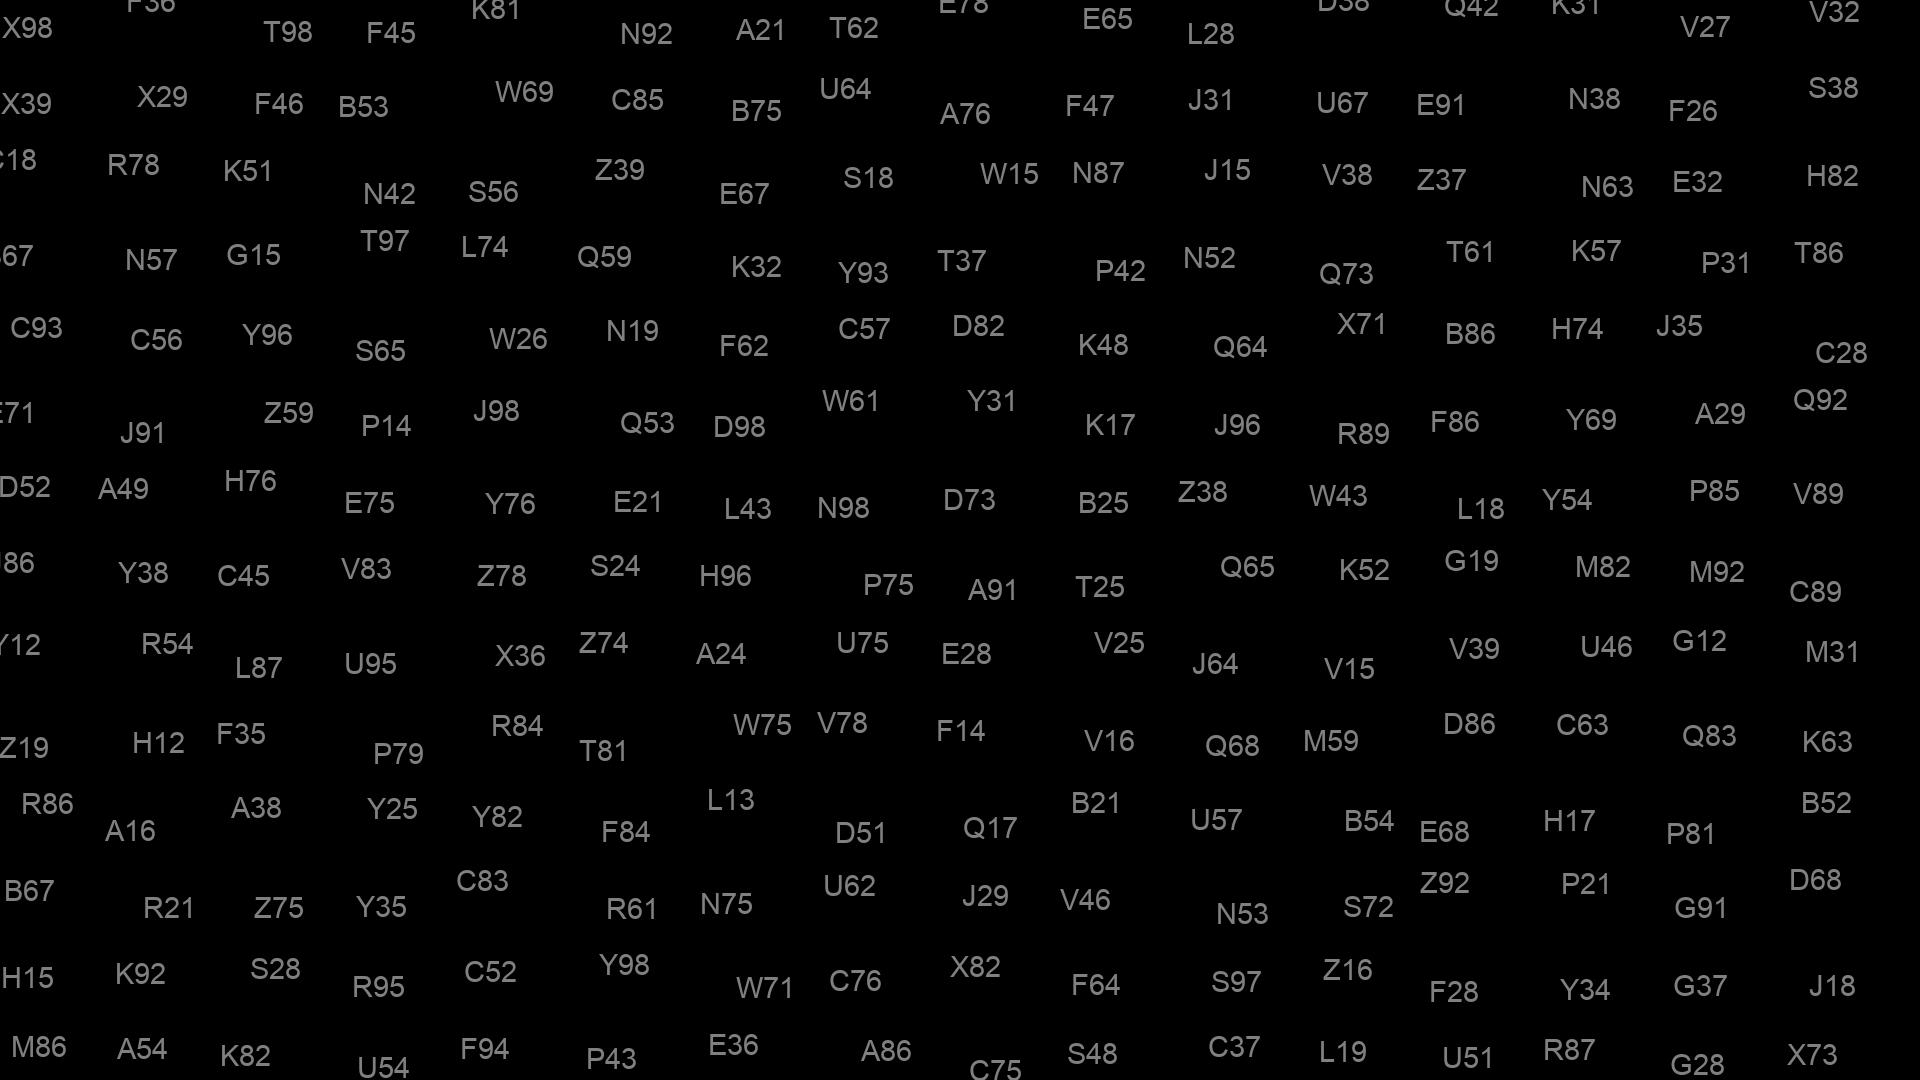 X98 F36 T98 F45 K81 N92 A21 T62 E78 E65 L28 D38 Q42 K31 V27 V32
X39 X29 F46 B53 W69 C85 B75 U64 A76 F47 J31 U67 E91 N38 F26 S38
C18 R78 K51 N42 S56 Z39 E67 S18 W15 N87 J15 V38 Z37 N63 E32 H82
67 N57 G15 T97 L74 Q59 K32 Y93 T37 P42 N52 Q73 T61 K57 P31 T86
C93 C56 Y96 S65 W26 N19 F62 C57 D82 K48 Q64 X71 B86 H74 J35 C28
71 J91 Z59 P14 J98 Q53 D98 W61 Y31 K17 J96 R89 F86 Y69 A29 Q92
D52 A49 H76 E75 Y76 E21 L43 N98 D73 B25 Z38 W43 L18 Y54 P85 V89
86 Y38 C45 V83 Z78 S24 H96 P75 A91 T25 Q65 K52 G19 M82 M92 C89
Y12 R54 L87 U95 X36 Z74 A24 U75 E28 V25 J64 V15 V39 U46 G12 M31
Z19 H12 F35 P79 R84 T81 W75 V78 F14 V16 Q68 M59 D86 C63 Q83 K63
R86 A16 A38 Y25 Y82 F84 L13 D51 Q17 B21 U57 B54 E68 H17 P81 B52
B67 R21 Z75 Y35 C83 R61 N75 U62 J29 V46 N53 S72 Z92 P21 G91 D68
H15 K92 S28 R95 C52 Y98 W71 C76 X82 F64 S97 Z16 F28 Y34 G37 J18
M86 A54 K82 U54 F94 P43 E36 A86 C75 S48 C37 L19 U51 R87 G28 X73